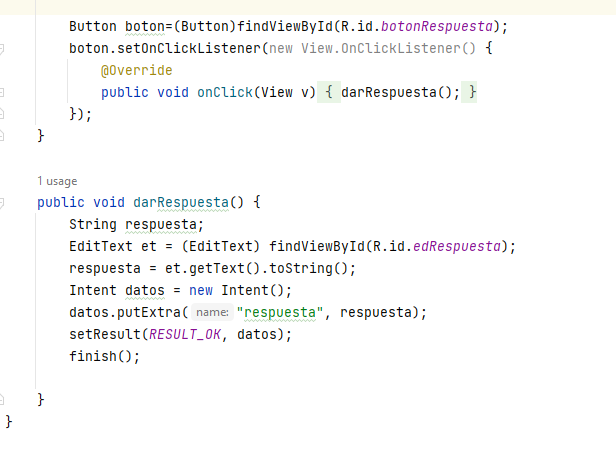 Button boton=(Button)findViewById(R.id.botonRespuesta);
boton.setOnClickListener(new View.OnClickListener() {
@Override
public void onClick(View v) { darRespuesta(); }
});
}
1 usage
public void darRespuesta() {
String respuesta;
EditText et = (EditText) findViewById(R.id.edRespuesta);
respuesta = et.getText().toString();
Intent datos = new Intent();
datos.putExtra( name: "respuesta", respuesta);
setResult(RESULT_OK, datos);
finish();
}
}